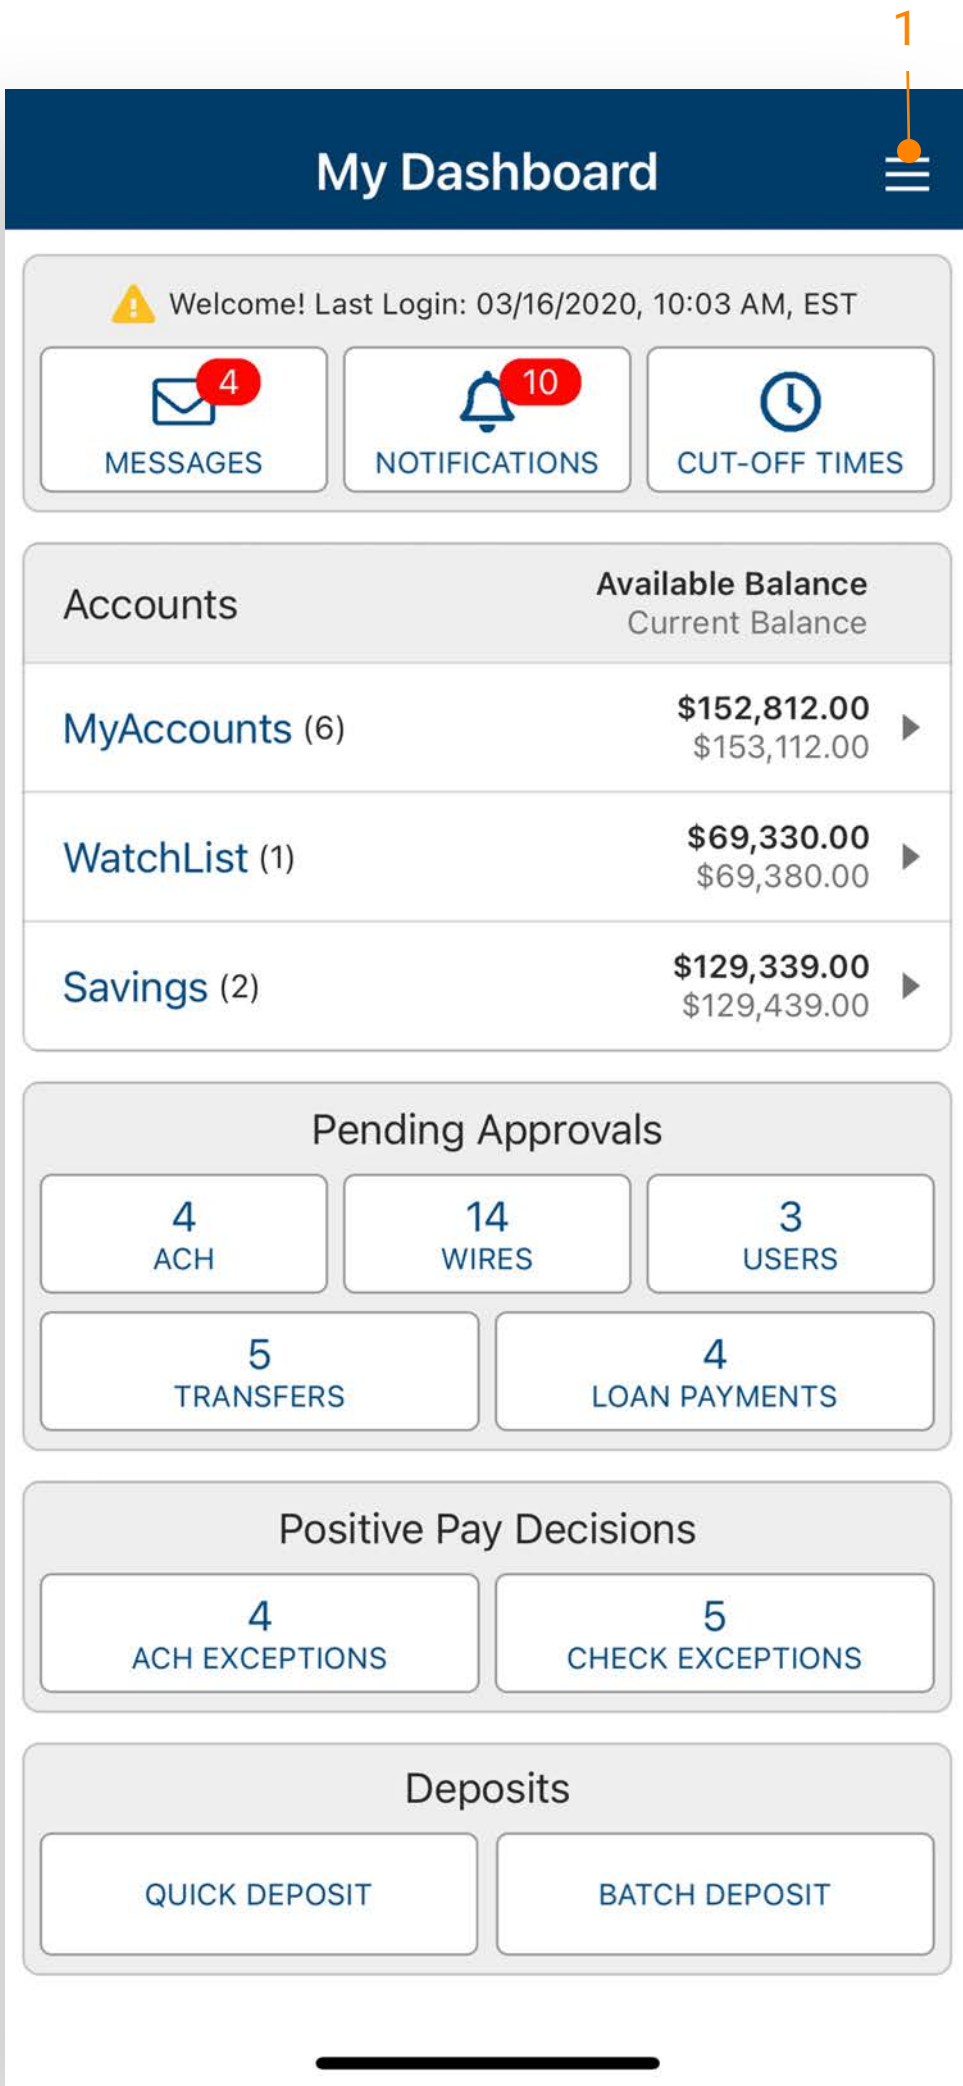 1
My Dashboard
Welcome! Last Login: 03/16/2020, 10:03 AM, EST
4
10
MESSAGES
NOTIFICATIONS
CUT-OFF TIMES
Accounts
Available Balance
Current Balance
MyAccounts (6)
$152,812.00
$153,112.00
WatchList (1)
$69,330.00
$69,380.00
Savings (2)
$129,339.00
$129,439.00
Pending Approvals
4
ACH
14
WIRES
3
USERS
5
TRANSFERS
4
LOAN PAYMENTS
Positive Pay Decisions
4
ACH EXCEPTIONS
5
CHECK EXCEPTIONS
Deposits
QUICK DEPOSIT
BATCH DEPOSIT